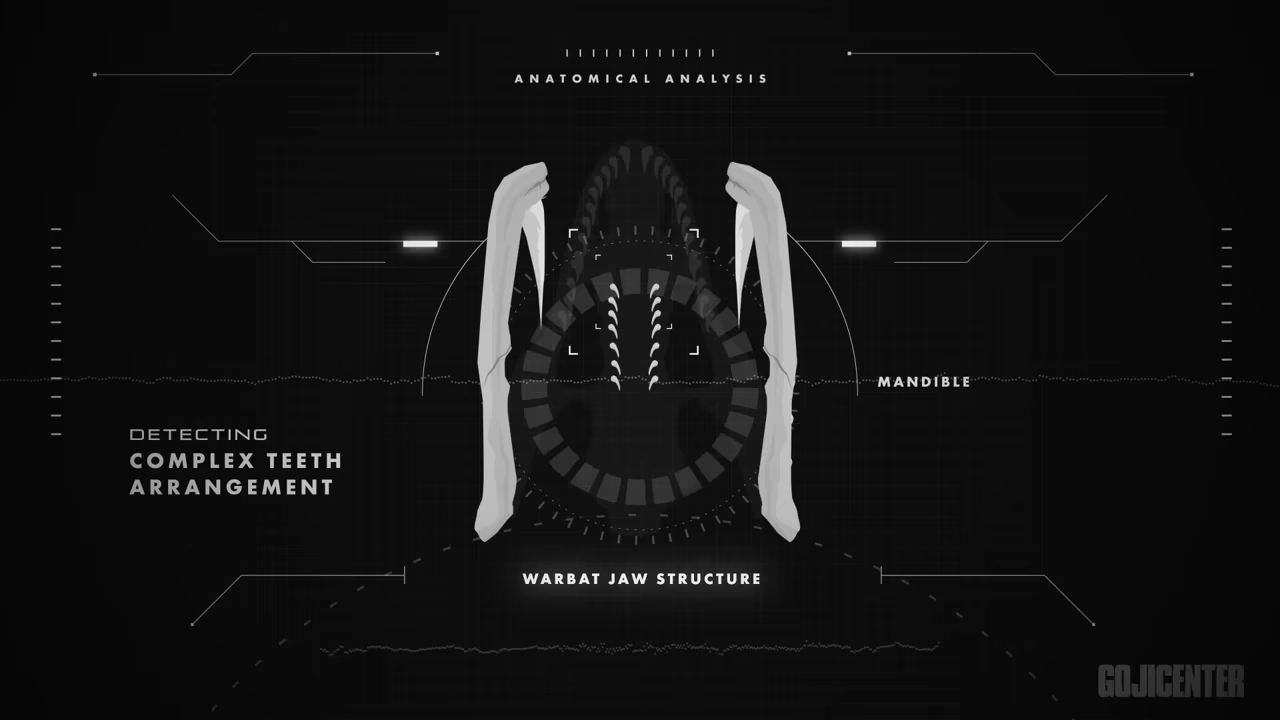 ANATOMICAL ANALYSIS
MANDIBLE
DETECTING
COMPLEX TEETH
ARRANGEMENT
WARBAT JAW STRUCTURE
GOJICENTER